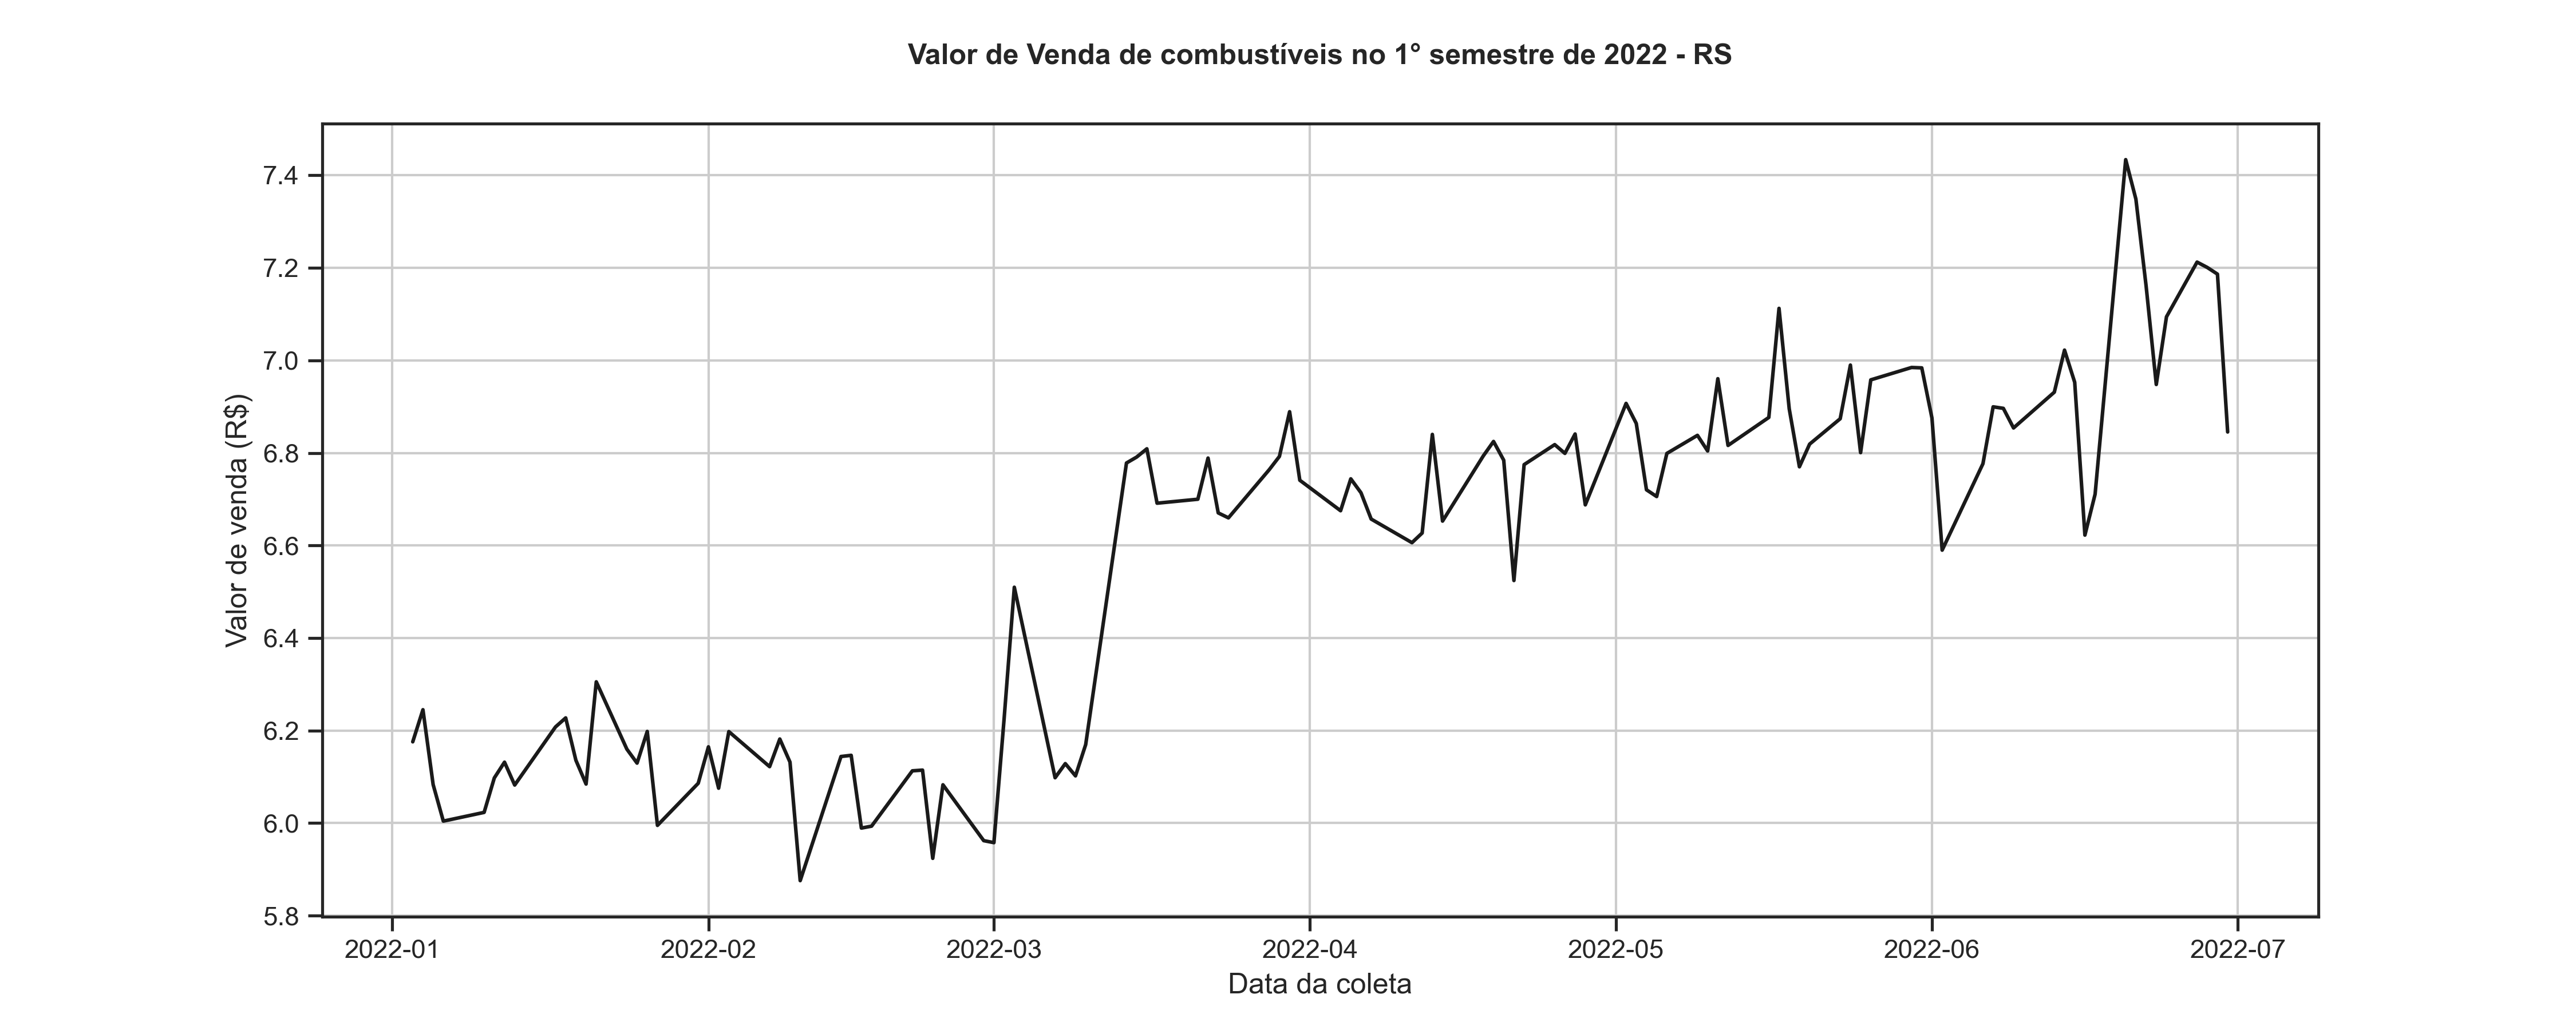 Valor de Venda de combustíveis no 1° semestre de 2022 - RS
7.4
7.2
7.0
6.8
6.6
6.4
6.2
6.0
5.8
Valor de venda (R$)
2022-01 2022-02 2022-03 2022-04 2022-05 2022-06 2022-07
Data da coleta